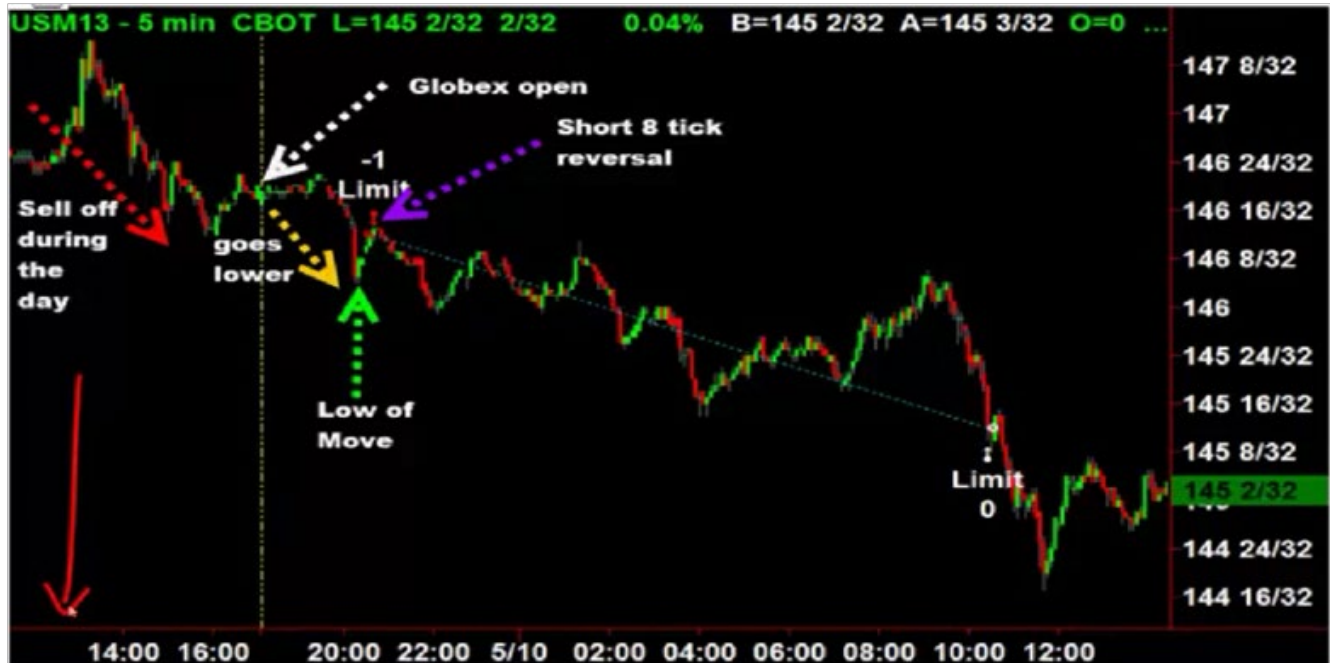 USM13 - 5 min CBOT L=145 2/32 2/32 0.04% B=145 2/32 A=145 3/32 O=0 ...
147 8/32
Globex open
147
Short 8 tick
reversal
-1
Limit
146 24/32
Sell off
during
the
day
146 16/32
goes
lower
146 8/32
146
145 24/32
Low of
Move
145 16/32
145 8/32
Limit
0
145 2/32
144 24/32
144 16/32
14:00 16:00 20:00 22:00 5/10 02:00 04:00 06:00 08:00 10:00 12:00